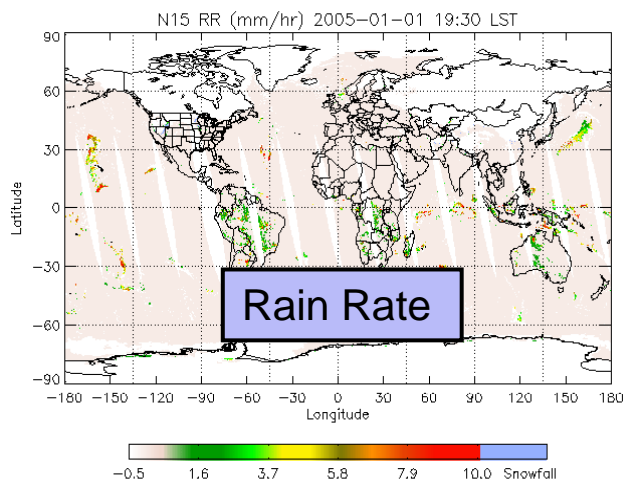 N15 RR (mm/hr) 2005-01-01 19:30 LST
90
60
30
0
−30
−60
−90
Latitude
Rain Rate
−180 −150 −120 −90 −60 −30 0 30 60 90 120 150 180
Longitude
−0.5 1.6 3.7 5.8 7.9 10.0 Snowfall